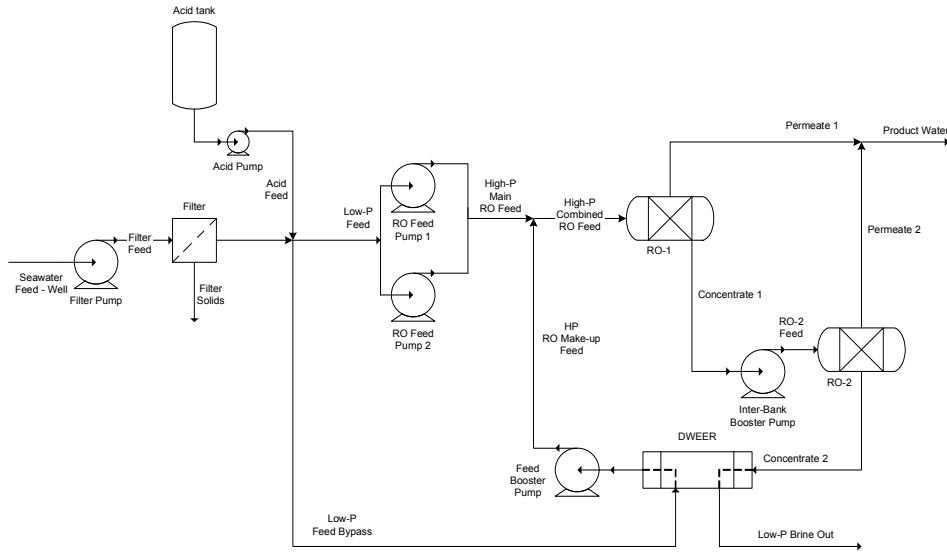 Acid tank
Acid Pump
Acid
Feed
Filter
Filter
Feed
Seawater
Feed - Well
Filter Pump
Filter
Solids
Low-P
Feed
RO Feed
Pump 1
RO Feed
Pump 2
High-P
Main
RO Feed
High-P
Combined
RO Feed
RO-1
Permeate 1
Product Water
Permeate 2
Concentrate 1
RO-2
Feed
RO-2
Inter-Bank
Booster Pump
HP
RO Make-up
Feed
DWEER
Concentrate 2
Feed
Booster
Pump
Low-P
Feed Bypass
Low-P Brine Out